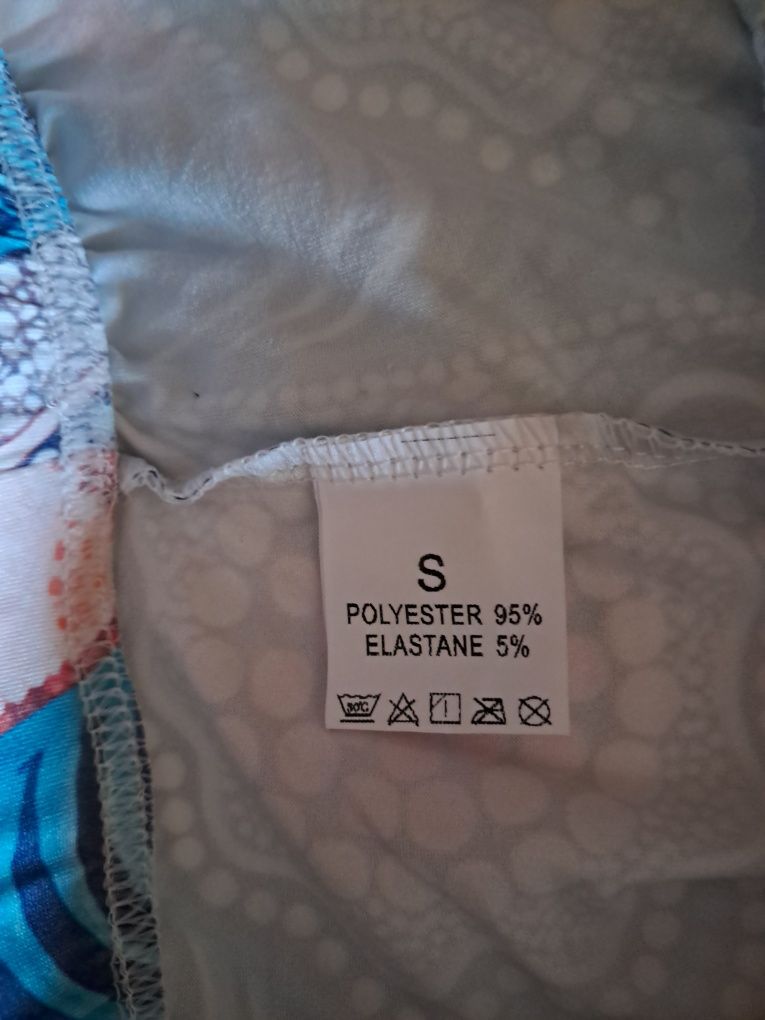 S
POLYESTER 95%
ELASTANE 5%
30°C